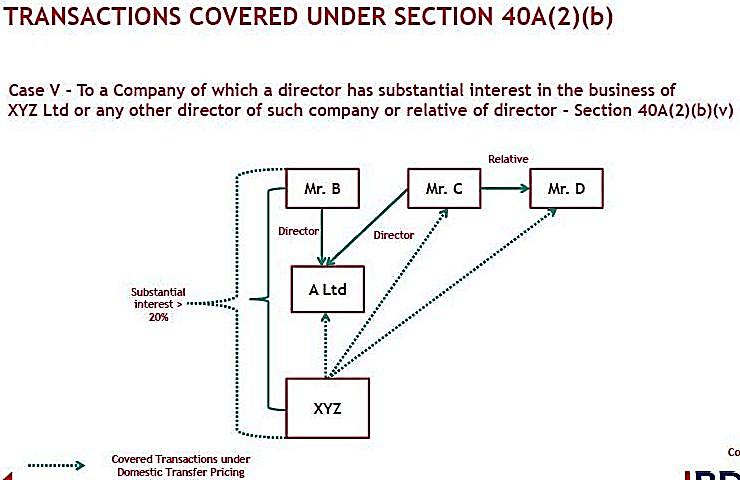 TRANSACTIONS COVERED UNDER SECTION 40A(2)(b)
Case V - To a Company of which a director has substantial interest in the business of
XYZ Ltd or any other director of such company or relative of director - Section 40A(2)(b)(v)
Relative
Mr. B
Mr. C
Mr. D
Director
Director
A Ltd
Substantial
interest >
20%
XYZ
Covered Transactions under
Domestic Transfer Pricing
Co